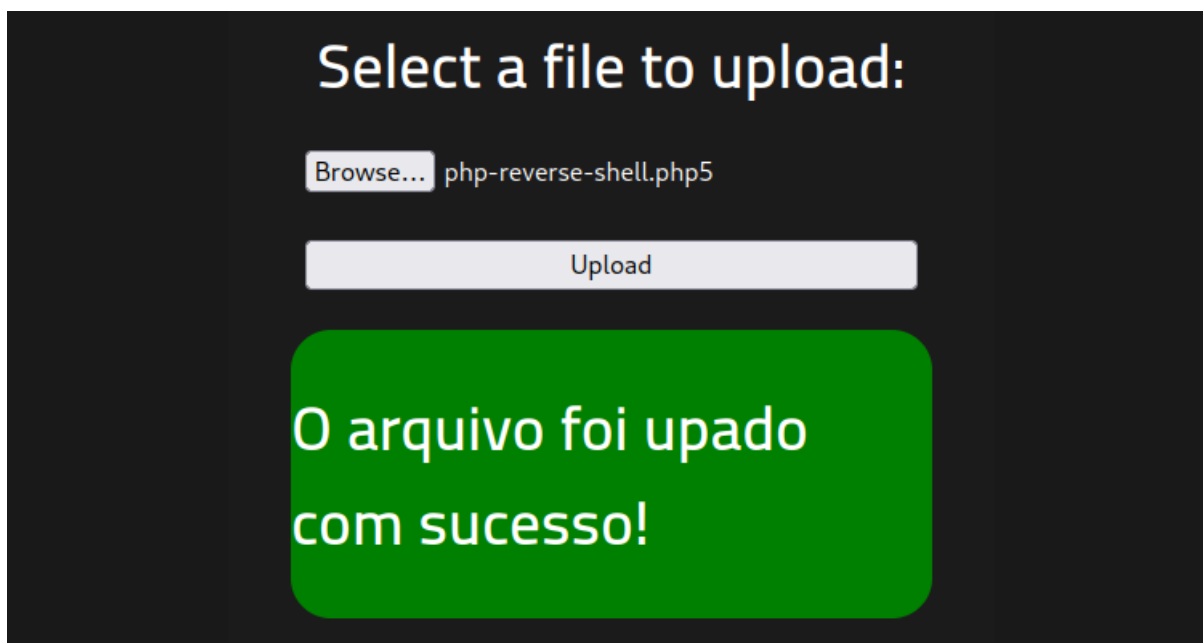 Select a file to upload:
Browse... php-reverse-shell.php5
Upload
O arquivo foi upado
com sucesso!